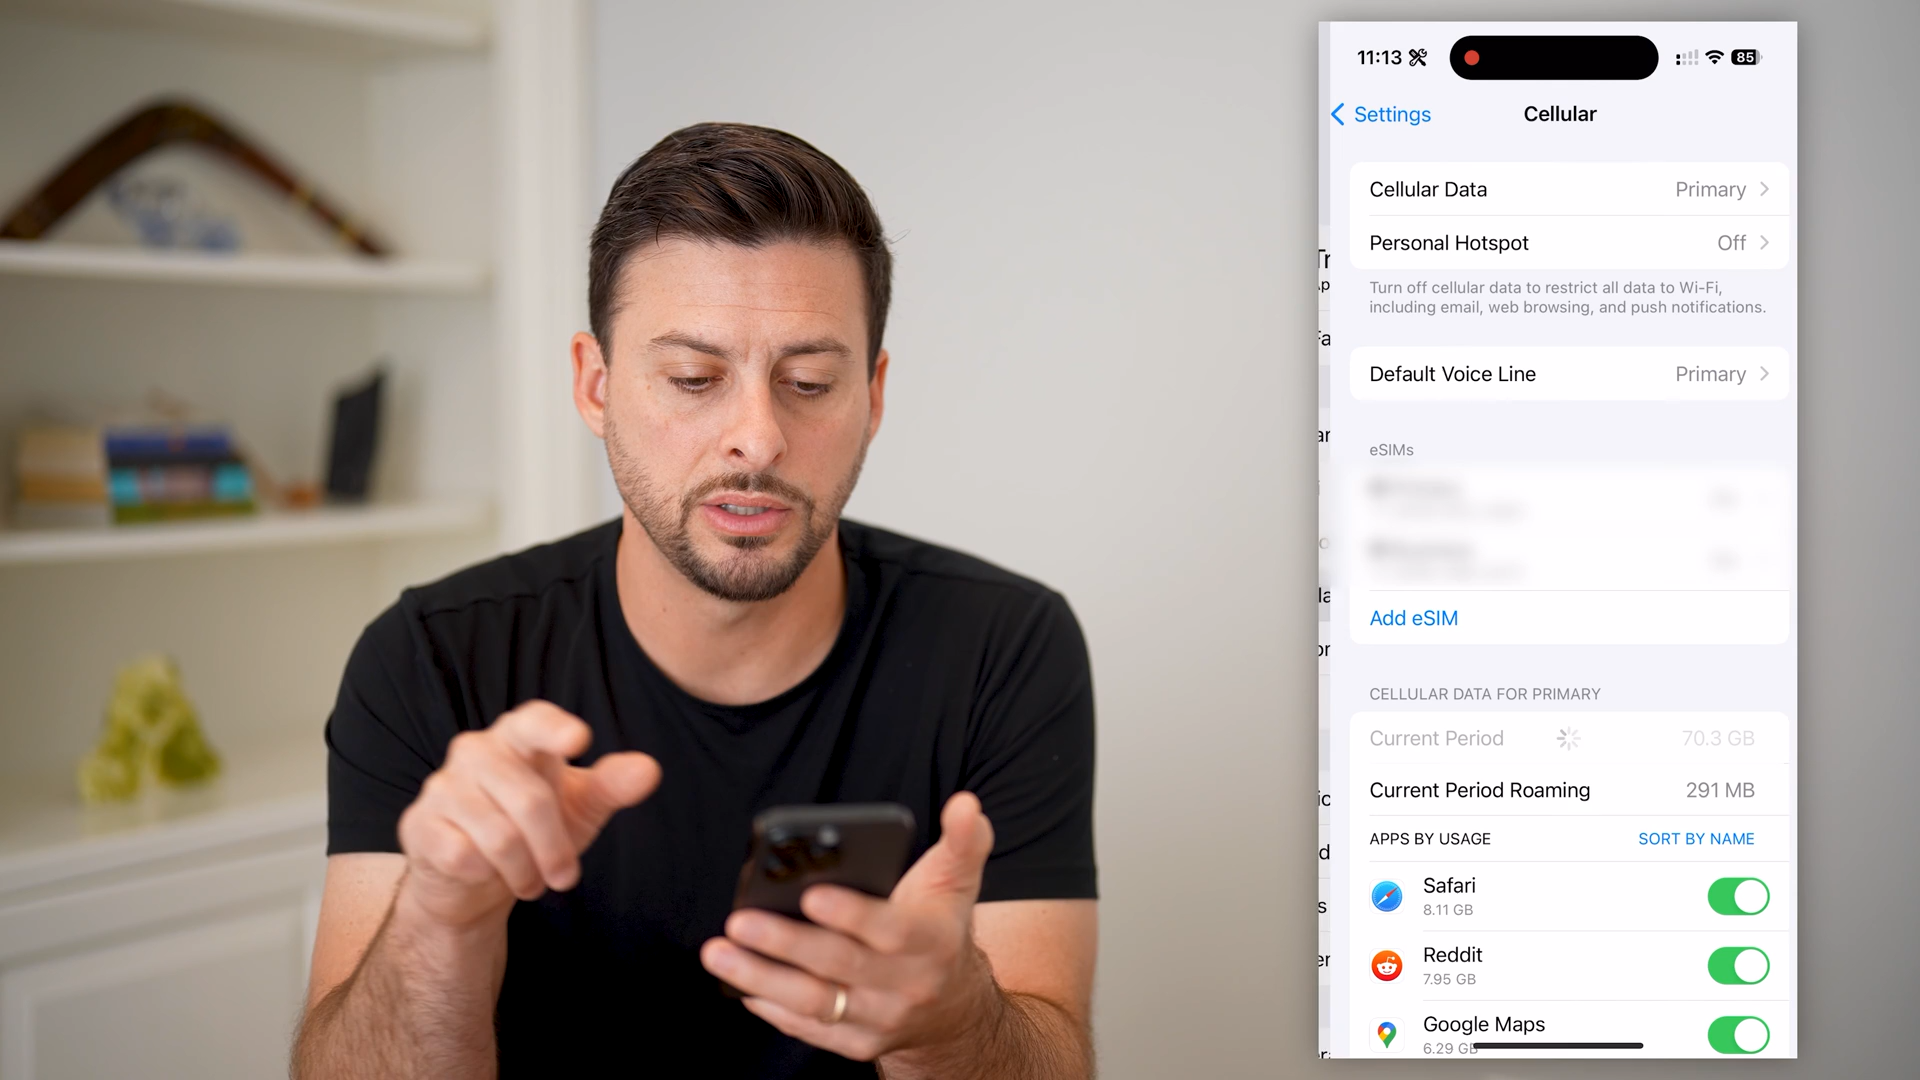 11:13
85
Settings
Cellular
Cellular Data
Primary
Personal Hotspot
Off
Turn off cellular data to restrict all data to Wi-Fi,
including email, web browsing, and push notifications.
Default Voice Line
Primary
eSIMs
Add eSIM
CELLULAR DATA FOR PRIMARY
Current Period
70.3 GB
Current Period Roaming
291 MB
APPS BY USAGE
SORT BY NAME
Safari
8.11 GB
Reddit
7.95 GB
Google Maps
6.29 GB